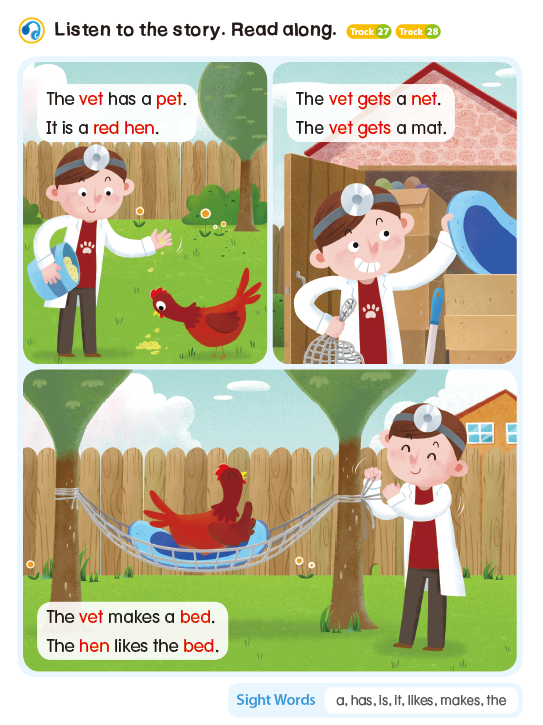 Listen to the story. Read along. Track 27 Track 28
The vet has a pet.
It is a red hen.
The vet gets a net.
The vet gets a mat.
The vet makes a bed.
The hen likes the bed.
Sight Words a, has, is, it, likes, makes, the